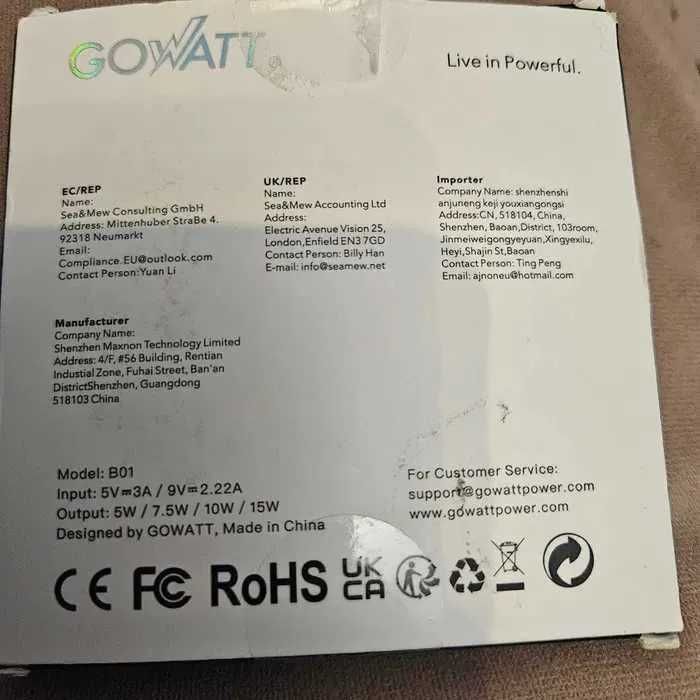 GOWATT
Live in Powerful.
EC/REP
Name:
Sea&Mew Consulting GmbH
Address: Mittenhuber StraBe 4.
92318 Neumarkt
Email:
Compliance.EU@outlook.com
Contact Person:Yuan Li
UK/REP
Name:
Sea&Mew Accounting Ltd
Address:
Electric Avenue Vision 25,
London,Enfield EN3 7GD
Contact Person: Billy Han
E-mail: info@seamew.net
Importer
Company Name: shenzhenshi
anjuneng keji youxiangongsi
Address:CN, 518104, China,
Shenzhen, Baoan,District, 103room,
Jinmeiweigongyeyuan,Xingyexilu,
Heyi,Shajin St,Baoan
Contact Person: Ting Peng
Email: ajnoneu@hotmail.com
Manufacturer
Company Name:
Shenzhen Maxnon Technology Limited
Address: 4/F, #56 Building, Rentian
Industial Zone, Fuhai Street, Ban'an
DistrictShenzhen, Guangdong
518103 China
Model: B01
Input: 5V⎓3A / 9V⎓2.22A
Output: 5W / 7.5W / 10W / 15W
Designed by GOWATT, Made in China
For Customer Service:
support@gowattpower.com
www.gowattpower.com
CE FC RoHS UK
CA